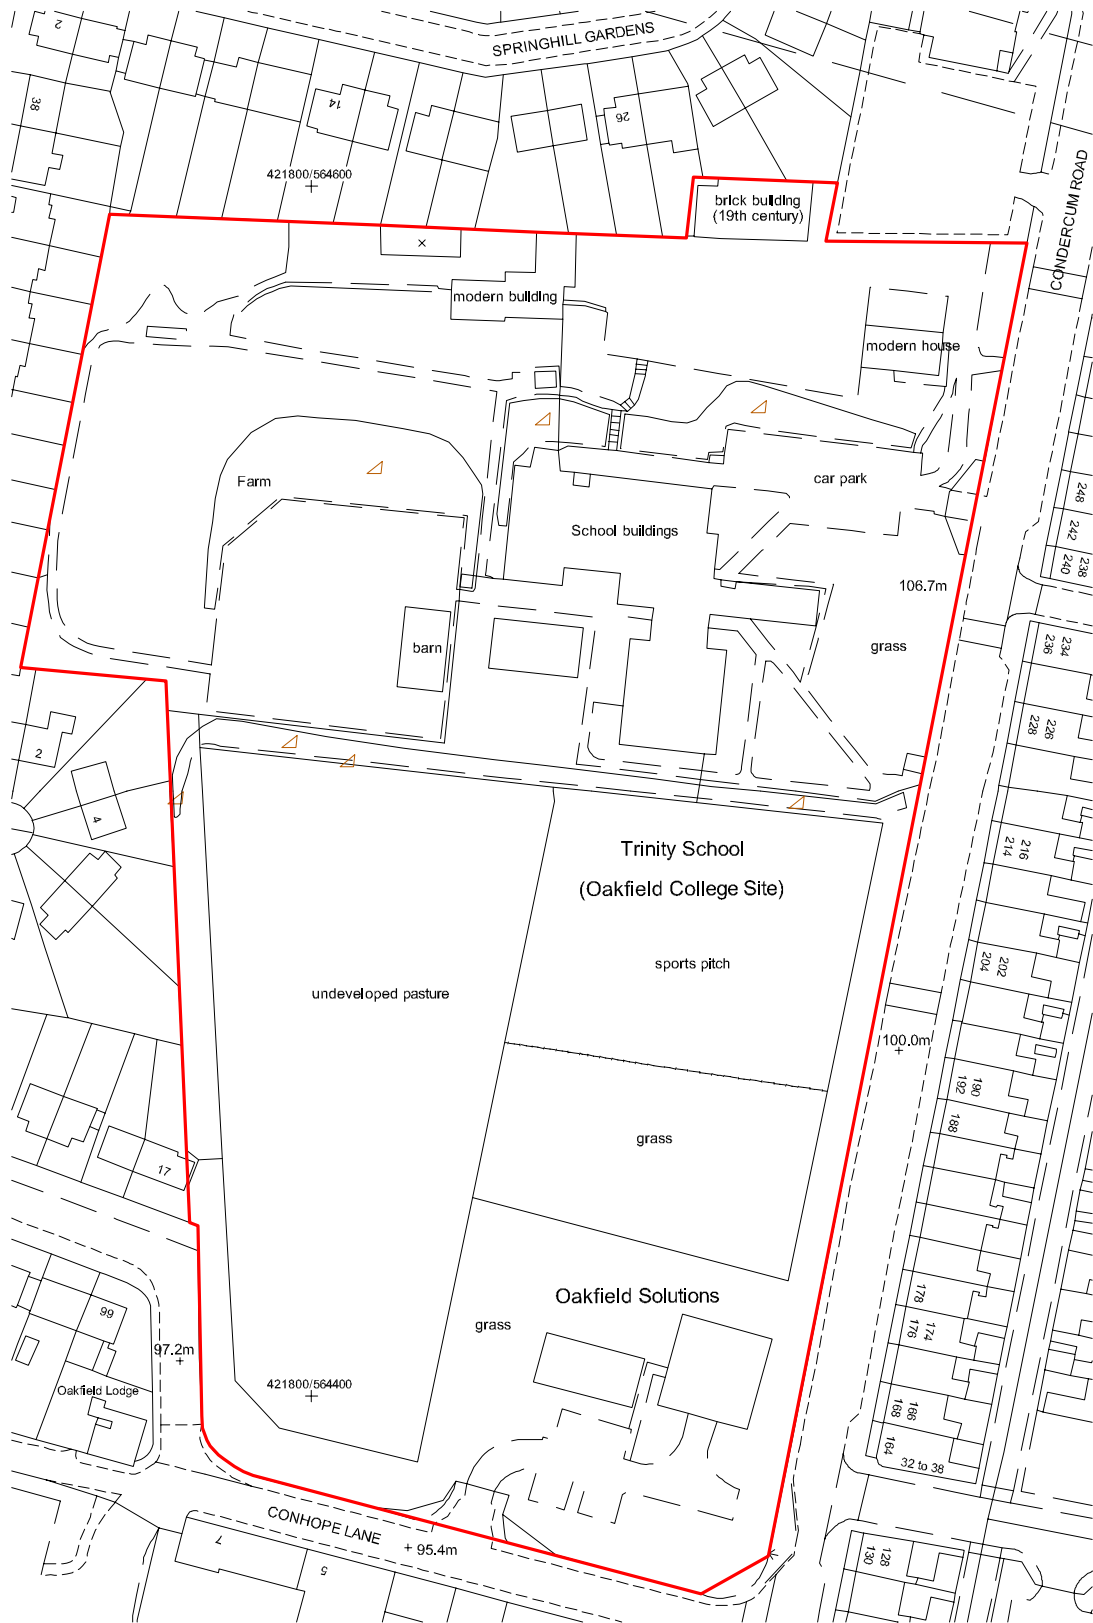 SPRINGHILL GARDENS
2
38
14
26
421800/564600
brick building
(19th century)
CONDERCUM ROAD
x
modern building
modern house
Farm
car park
School buildings
248
242
238
240
106.7m
barn
grass
234
236
226
228
2
4
Trinity School
(Oakfield College Site)
216
214
sports pitch
undeveloped pasture
202
204
100.0m
190
192
188
grass
17
Oakfield Solutions
178
174
176
grass
99
97.2m
421800/564400
Oakfield Lodge
166
168
164
32 to 38
CONHOPE LANE
7
5
95.4m
128
130